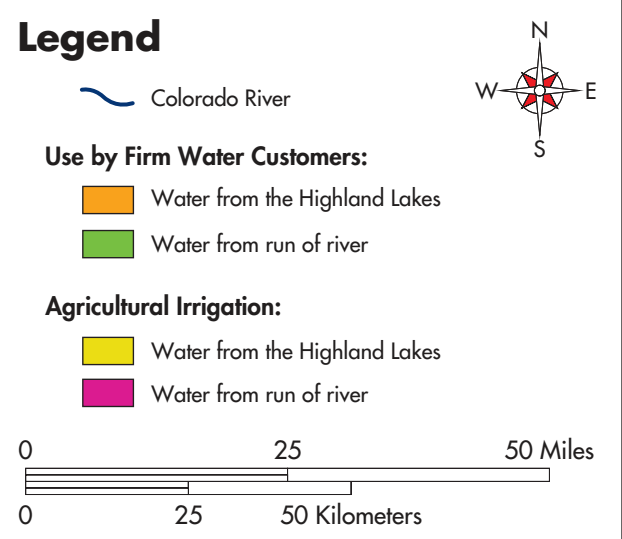 Legend
N
W E
S
Colorado River
Use by Firm Water Customers:
Water from the Highland Lakes
Water from run of river
Agricultural Irrigation:
Water from the Highland Lakes
Water from run of river
0 25 50 Miles
0 25 50 Kilometers